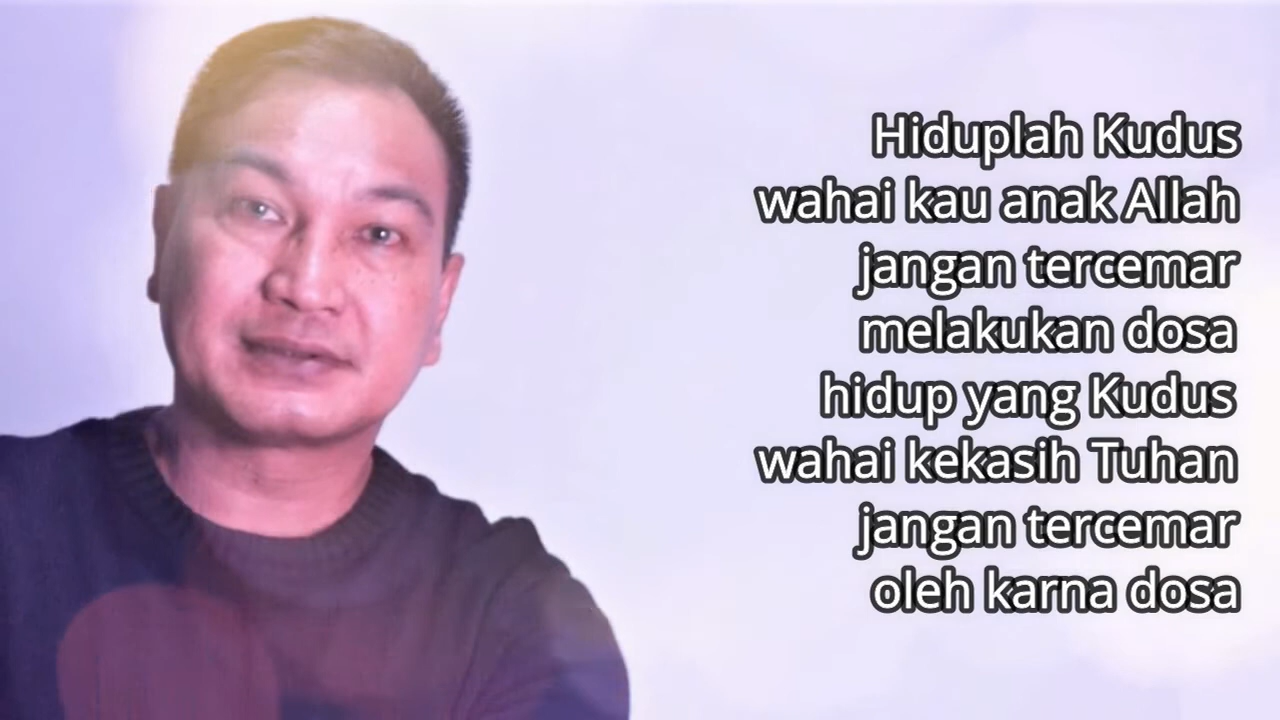 Hiduplah Kudus
wahai kau anak Allah
jangan tercemar
melakukan dosa
hidup yang Kudus
wahai kekasih Tuhan
jangan tercemar
oleh karna dosa